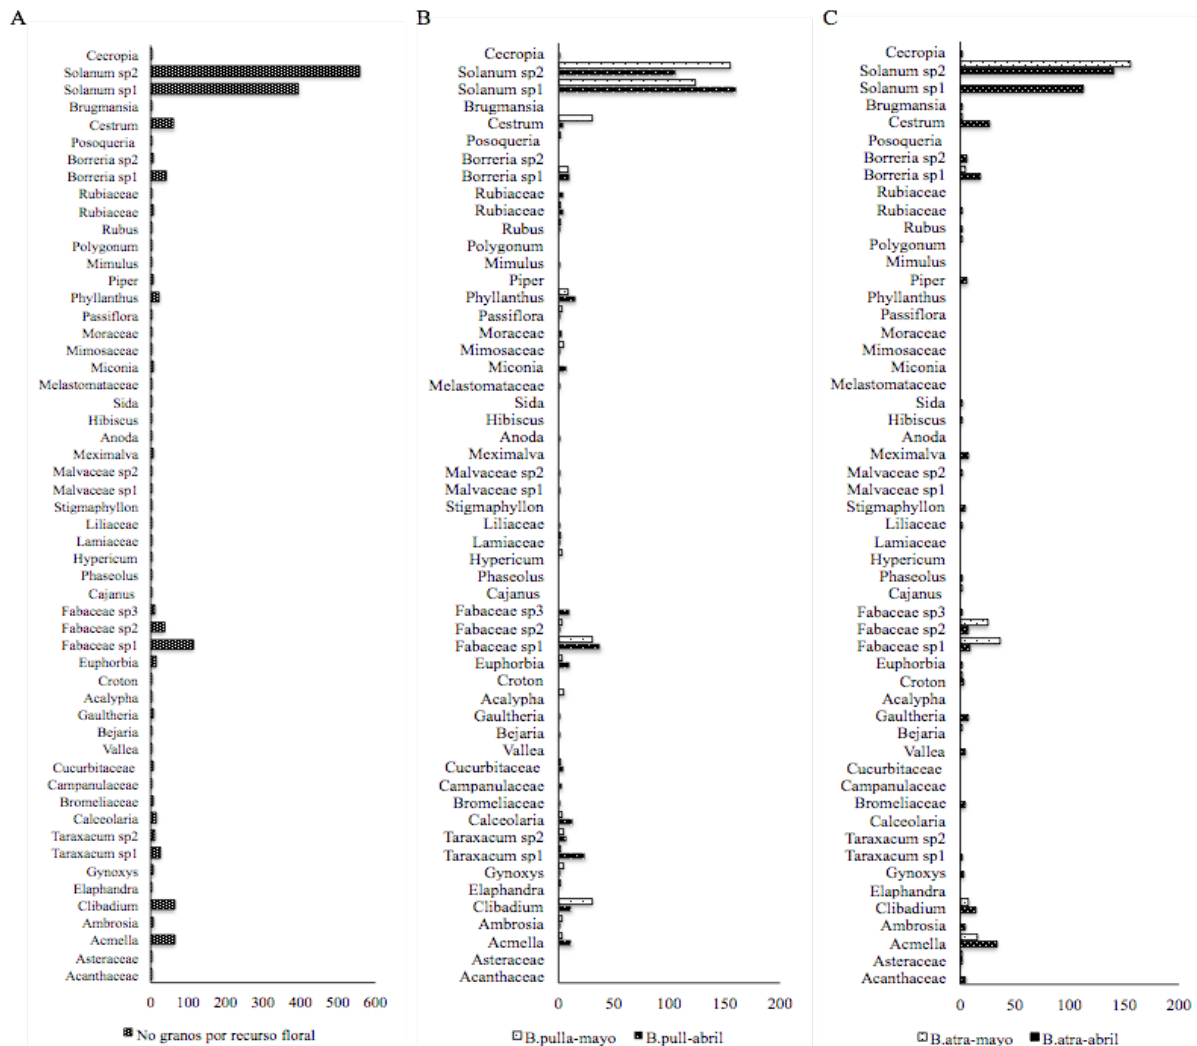 A
Cecropia
Solanum sp2
Solanum sp1
Brugmansia
Cestrum
Posoqueria
Borreria sp2
Borreria sp1
Rubiaceae
Rubiaceae
Rubus
Polygonum
Mimulus
Piper
Phyllanthus
Passiflora
Moraceae
Mimosaceae
Miconia
Melastomataceae
Sida
Hibiscus
Anoda
Meximalva
Malvaceae sp2
Malvaceae sp1
Stigmaphyllon
Liliaceae
Lamiaceae
Hypericum
Phaseolus
Cajanus
Fabaceae sp3
Fabaceae sp2
Fabaceae sp1
Euphorbia
Croton
Acalypha
Gaultheria
Bejaria
Vallea
Cucurbitaceae
Campanulaceae
Bromeliaceae
Calceolaria
Taraxacum sp2
Taraxacum sp1
Gynoxys
Elaphandra
Clibadium
Ambrosia
Acmella
Asteraceae
Acanthaceae
0 100 200 300 400 500 600
No granos por recurso floral
B
Cecropia
Solanum sp2
Solanum sp1
Brugmansia
Cestrum
Posoqueria
Borreria sp2
Borreria sp1
Rubiaceae
Rubiaceae
Rubus
Polygonum
Mimulus
Piper
Phyllanthus
Passiflora
Moraceae
Mimosaceae
Miconia
Melastomataceae
Sida
Hibiscus
Anoda
Meximalva
Malvaceae sp2
Malvaceae sp1
Stigmaphyllon
Liliaceae
Lamiaceae
Hypericum
Phaseolus
Cajanus
Fabaceae sp3
Fabaceae sp2
Fabaceae sp1
Euphorbia
Croton
Acalypha
Gaultheria
Bejaria
Vallea
Cucurbitaceae
Campanulaceae
Bromeliaceae
Calceolaria
Taraxacum sp2
Taraxacum sp1
Gynoxys
Elaphandra
Clibadium
Ambrosia
Acmella
Asteraceae
Acanthaceae
0 50 100 150 200
B.pulla-mayo B.pull-abril
C
Cecropia
Solanum sp2
Solanum sp1
Brugmansia
Cestrum
Posoqueria
Borreria sp2
Borreria sp1
Rubiaceae
Rubiaceae
Rubus
Polygonum
Mimulus
Piper
Phyllanthus
Passiflora
Moraceae
Mimosaceae
Miconia
Melastomataceae
Sida
Hibiscus
Anoda
Meximalva
Malvaceae sp2
Malvaceae sp1
Stigmaphyllon
Liliaceae
Lamiaceae
Hypericum
Phaseolus
Cajanus
Fabaceae sp3
Fabaceae sp2
Fabaceae sp1
Euphorbia
Croton
Acalypha
Gaultheria
Bejaria
Vallea
Cucurbitaceae
Campanulaceae
Bromeliaceae
Calceolaria
Taraxacum sp2
Taraxacum sp1
Gynoxys
Elaphandra
Clibadium
Ambrosia
Acmella
Asteraceae
Acanthaceae
0 50 100 150 200
B.atra-mayo B.atra-abril